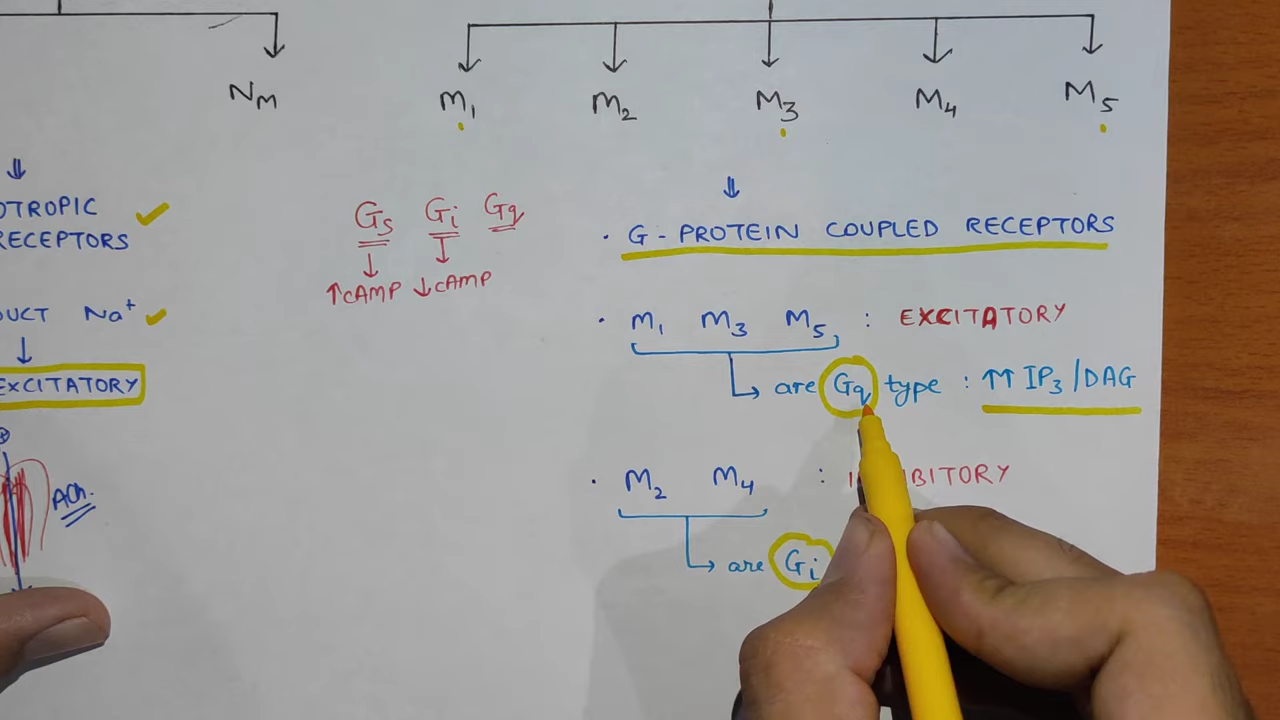 NM
M1 M2 M3 M4 M5
OTROPIC
RECEPTORS
DUCT Na+
EXCITATORY
ACh.
Gs Gi Gq
↑cAMP ↓cAMP
· G-PROTEIN COUPLED RECEPTORS
· M1 M3 M5 : EXCITATORY
are Gq type : ↑↑ IP3/DAG
· M2 M4 :
are Gi